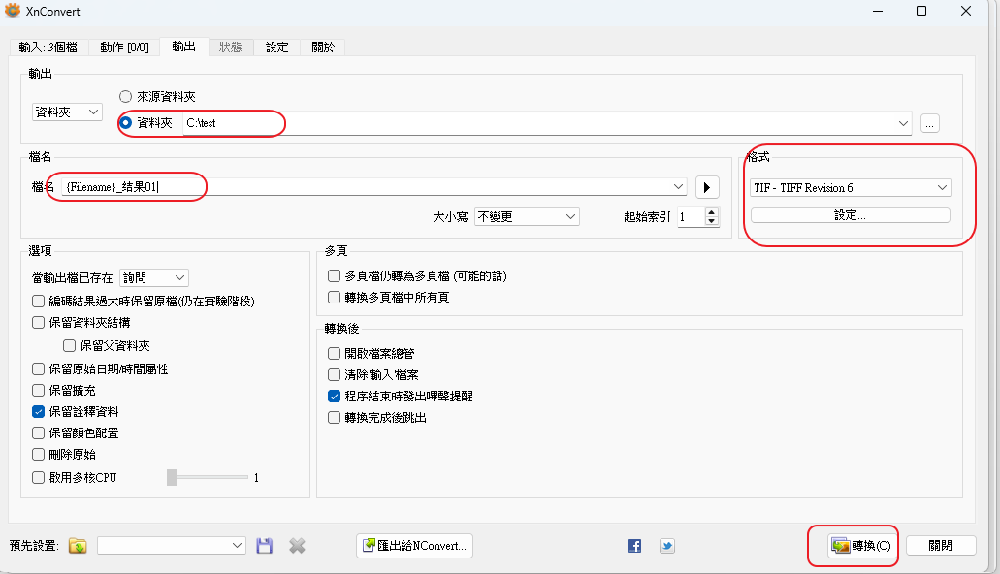 XnConvert
輸入: 3個檔 動作 [0/0] 輸出 狀態 設定 關於
輸出
資料夾
來源資料夾
資料夾 C:\test ...
檔名
檔名 {Filename}_结果01
大小寫 不變更 起始索引 1
格式
TIF - TIFF Revision 6
設定...
選項
當輸出檔已存在 詢問
編碼結果過大時保留原檔(仍在實驗階段)
保留資料夾結構
保留父資料夾
保留原始日期/時間屬性
保留擴充
保留詮釋資料
保留顏色配置
刪除原始
啟用多核CPU 1
多頁
多頁檔仍轉為多頁檔 (可能的話)
轉換多頁檔中所有頁
轉換後
開啟檔案總管
清除輸入檔案
程序結束時發出嗶聲提醒
轉換完成後跳出
預先設置: 匯出給NConvert... 轉換(C) 關閉